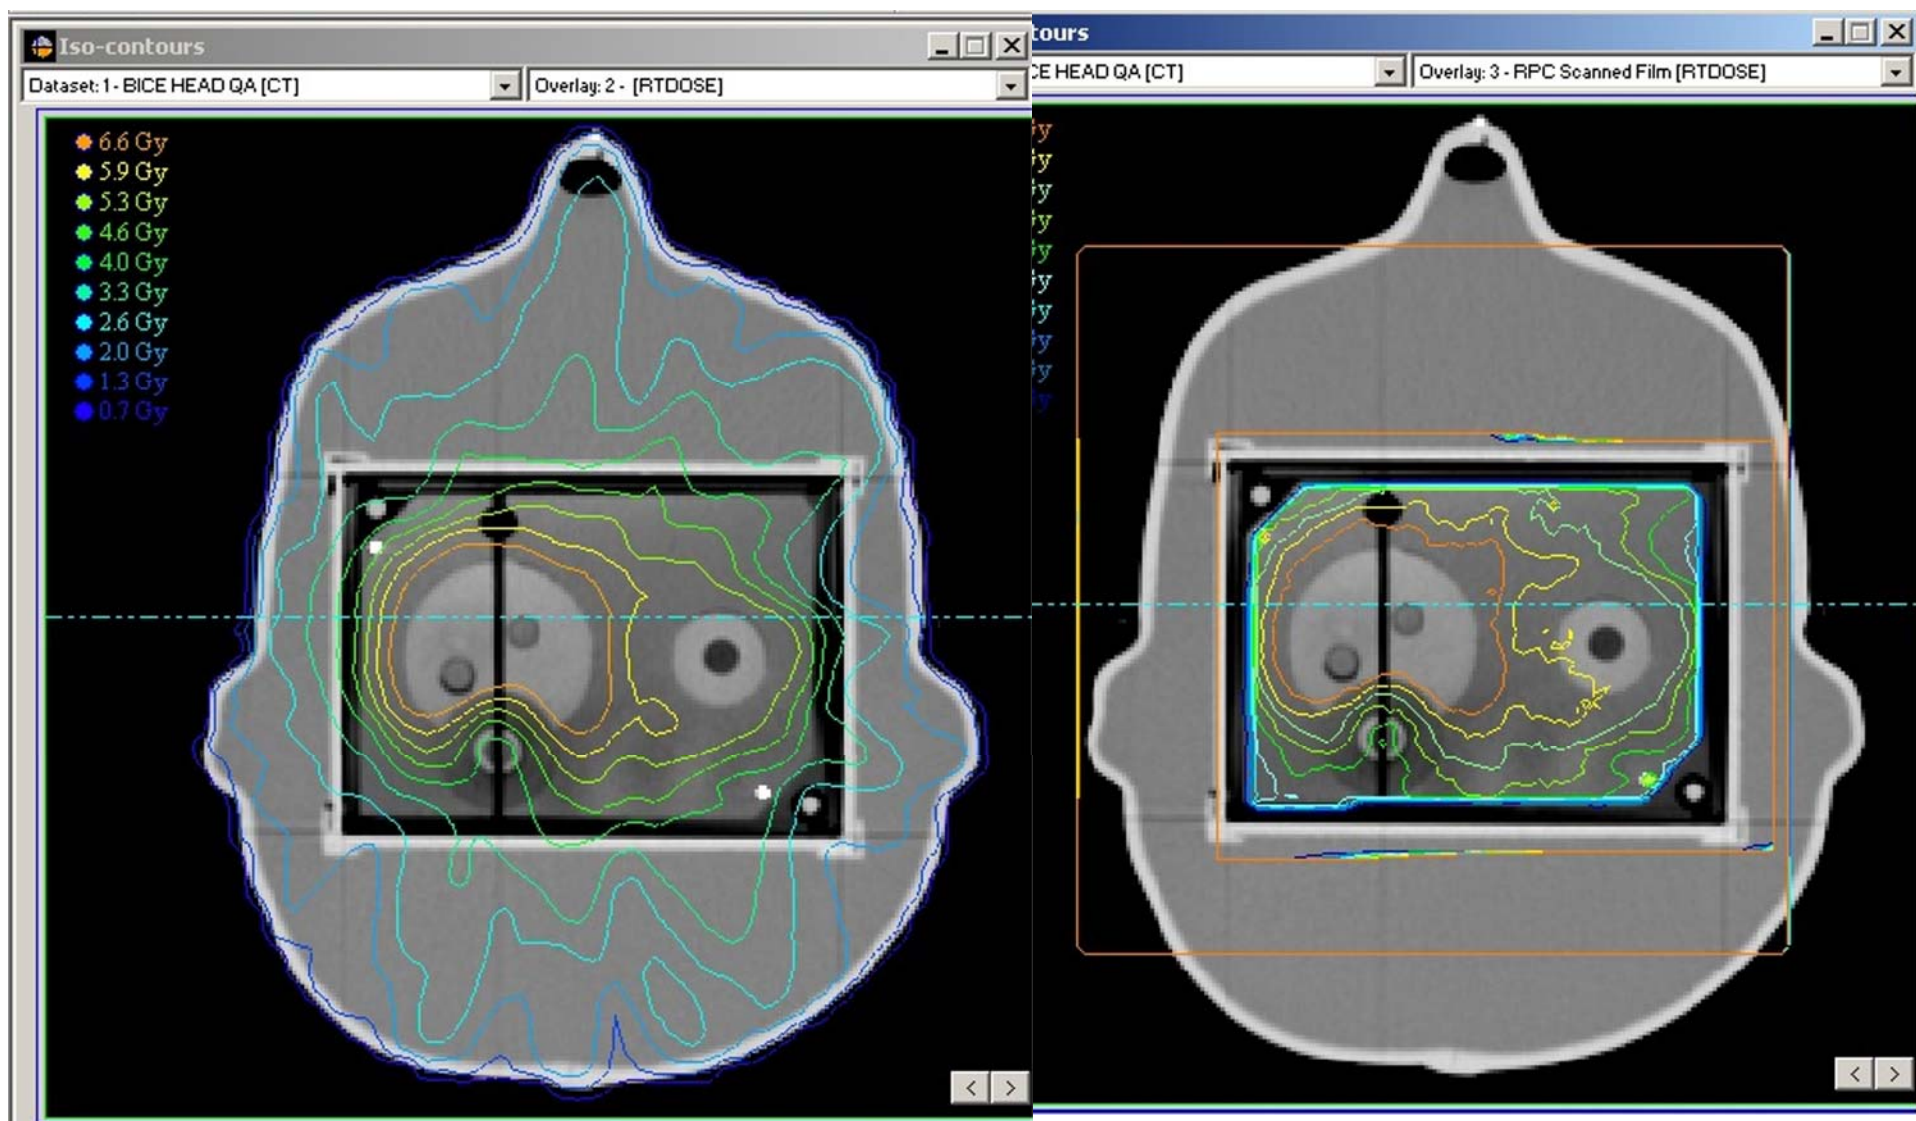 Iso-contours
Dataset: 1 - BICE HEAD QA [CT]
Overlay: 2 - [RTDOSE]
6.6 Gy
5.9 Gy
5.3 Gy
4.6 Gy
4.0 Gy
3.3 Gy
2.6 Gy
2.0 Gy
1.3 Gy
0.7 Gy
< >
tours
CE HEAD QA [CT]
Overlay: 3 - RPC Scanned Film [RTDOSE]
y
y
y
y
y
y
y
y
y
y
< >